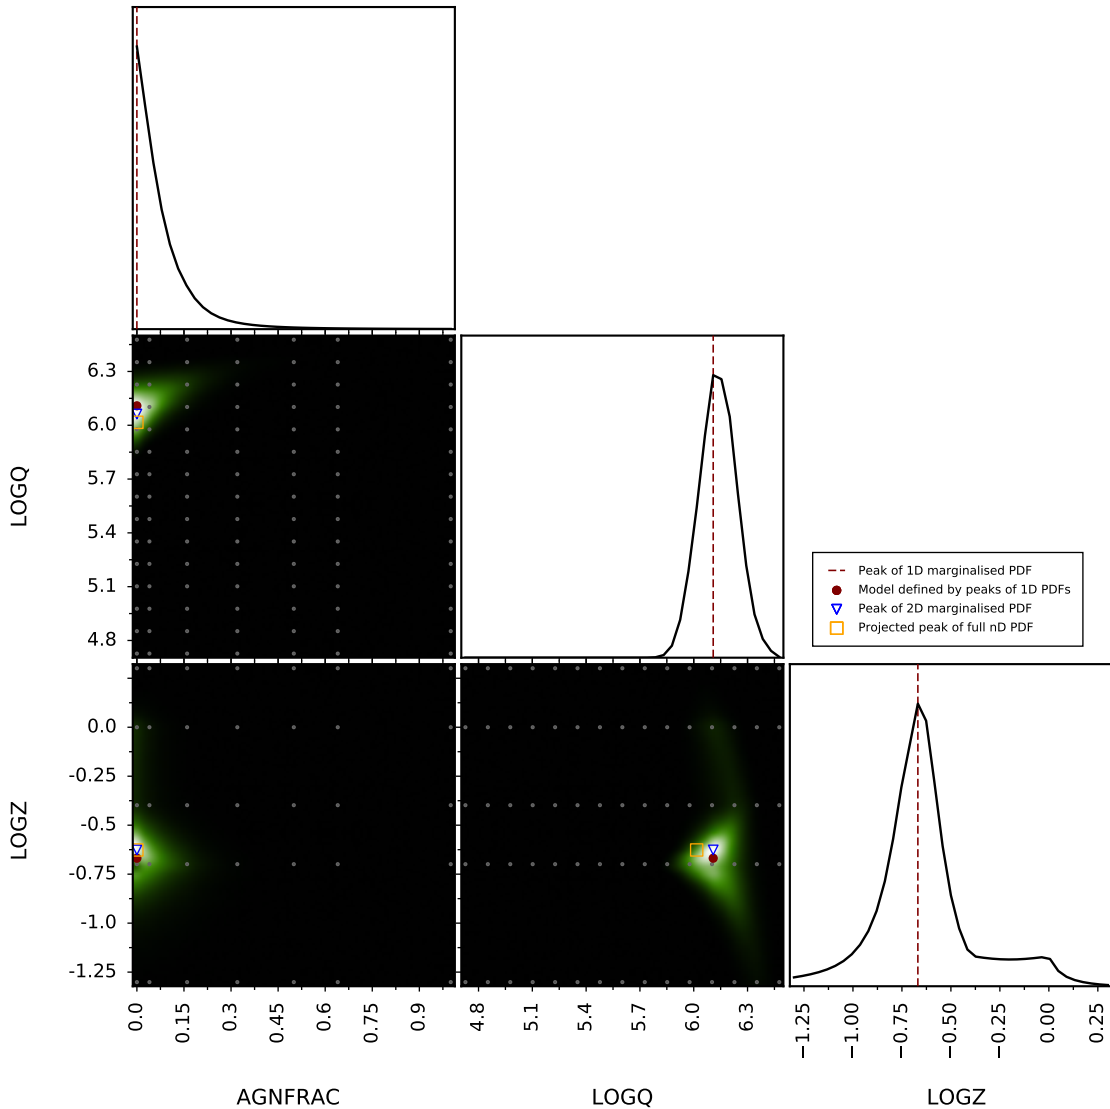 6.3
6.0
5.7
5.4
5.1
4.8
LOGQ
Peak of 1D marginalised PDF
Model defined by peaks of 1D PDFs
Peak of 2D marginalised PDF
Projected peak of full nD PDF
0.0
-0.25
-0.5
-0.75
-1.0
-1.25
LOGZ
0.0 0.15 0.3 0.45 0.6 0.75 0.9
4.8 5.1 5.4 5.7 6.0 6.3
−1.25 −1.00 −0.75 −0.50 −0.25 0.00 0.25
AGNFRAC
LOGQ
LOGZ